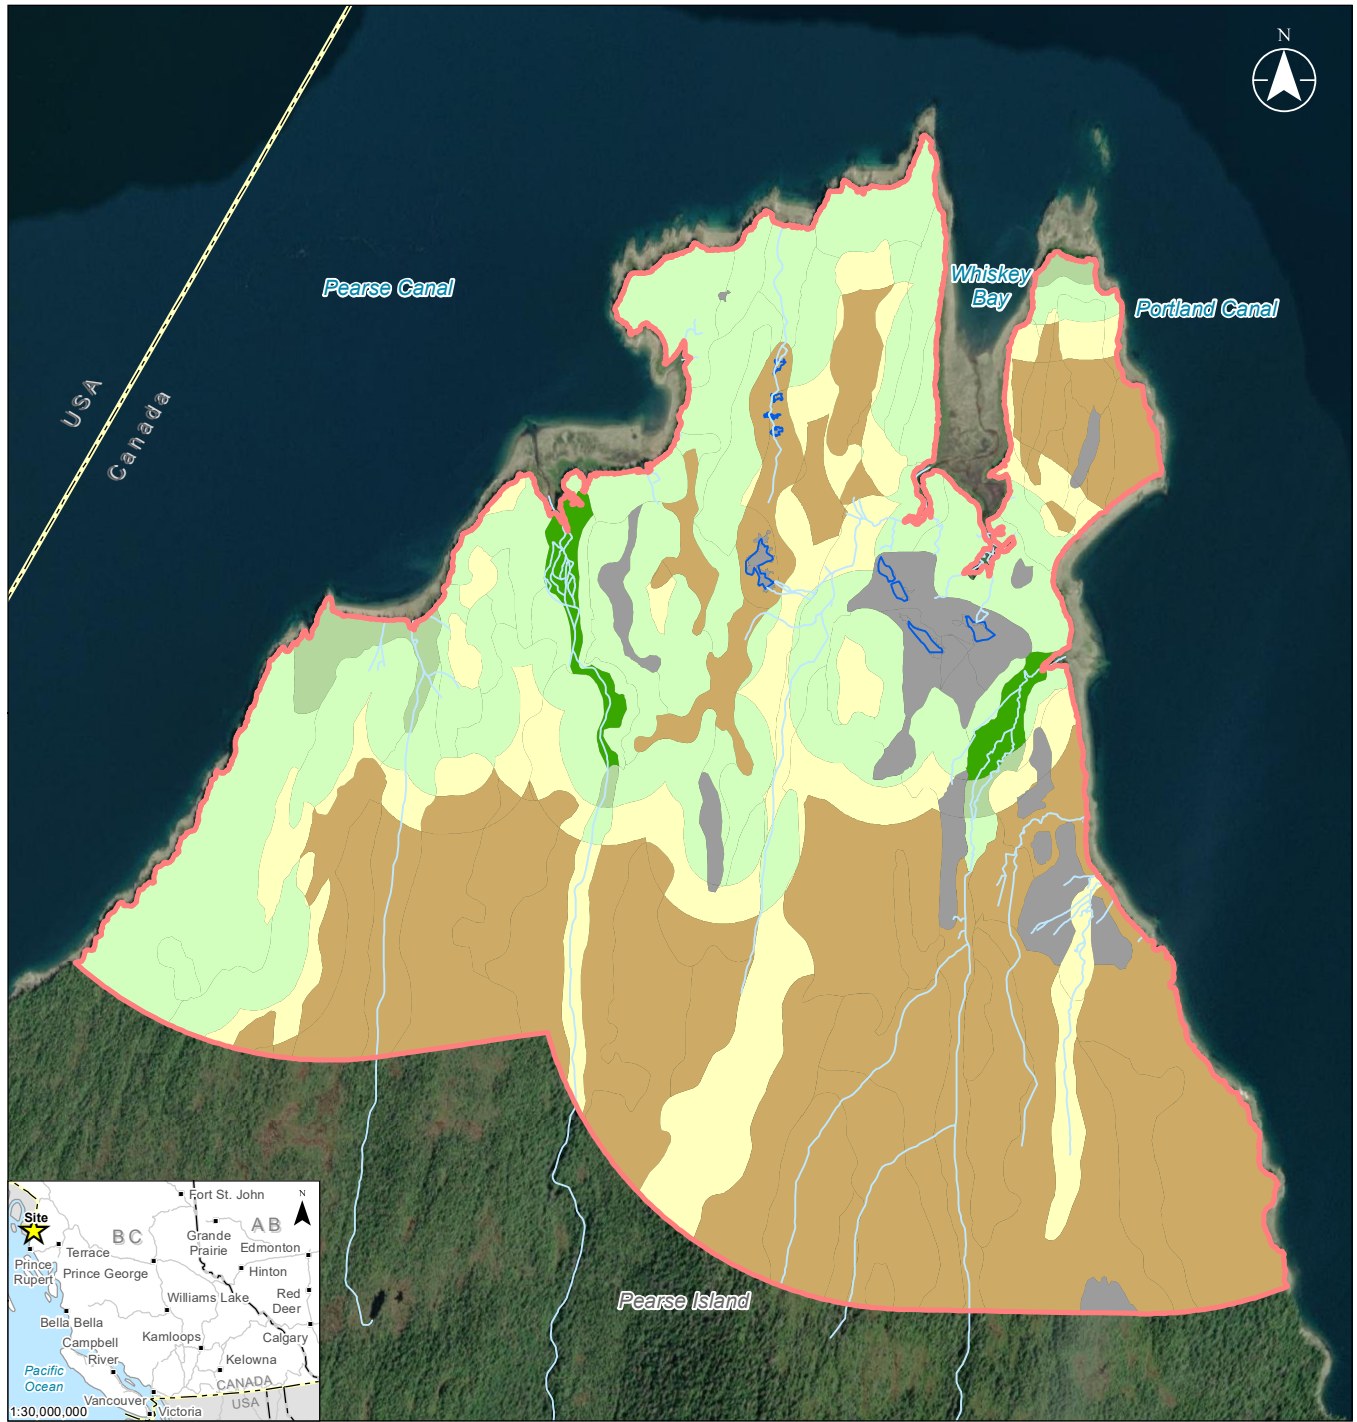 N
Pearse Canal
Whiskey
Bay
Portland Canal
USA
Canada
Pearse Island
N
Fort St. John
Site
BC
AB
Grande
Prairie
Edmonton
Terrace
Prince
Rupert
Prince George
Hinton
Williams Lake
Red
Deer
Bella Bella
Kamloops
Calgary
Campbell
River
Kelowna
Pacific
Ocean
CANADA
USA
Vancouver
Victoria
1:30,000,000